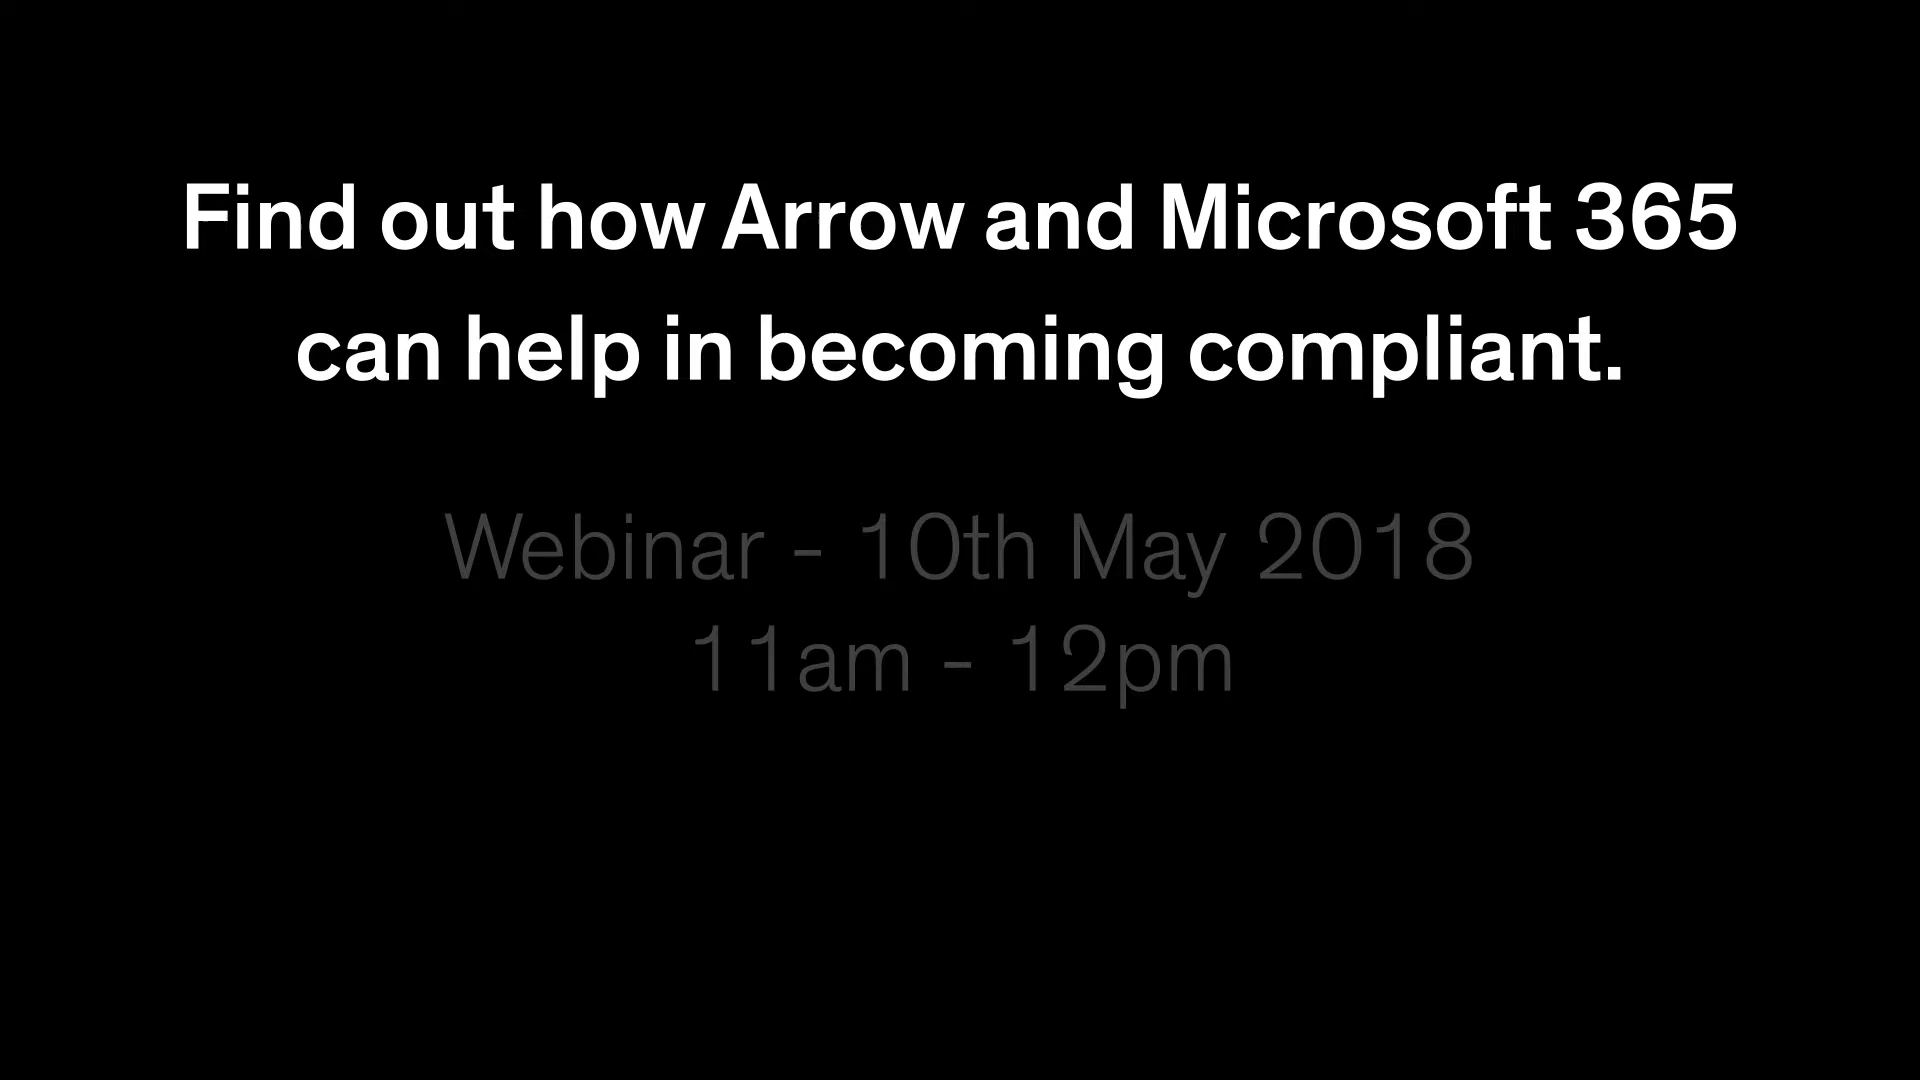 Find out how Arrow and Microsoft 365
can help in becoming compliant.
Webinar - 10th May 2018
11am - 12pm